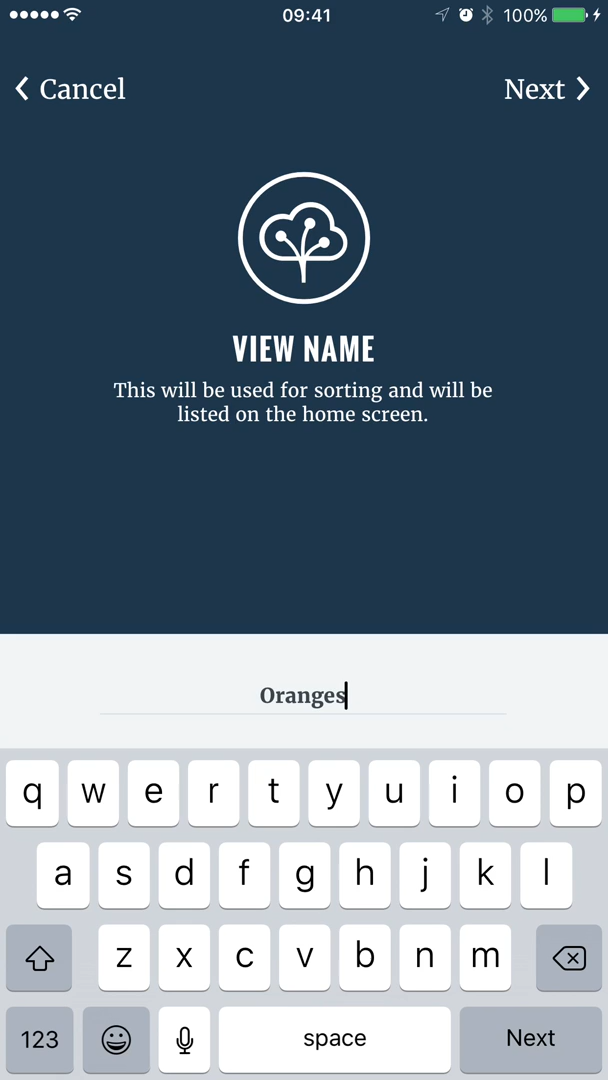 09:41
100%
Cancel
Next
VIEW NAME
This will be used for sorting and will be
listed on the home screen.
Oranges
q w e r t y u i o p
a s d f g h j k l
z x c v b n m
123
space
Next